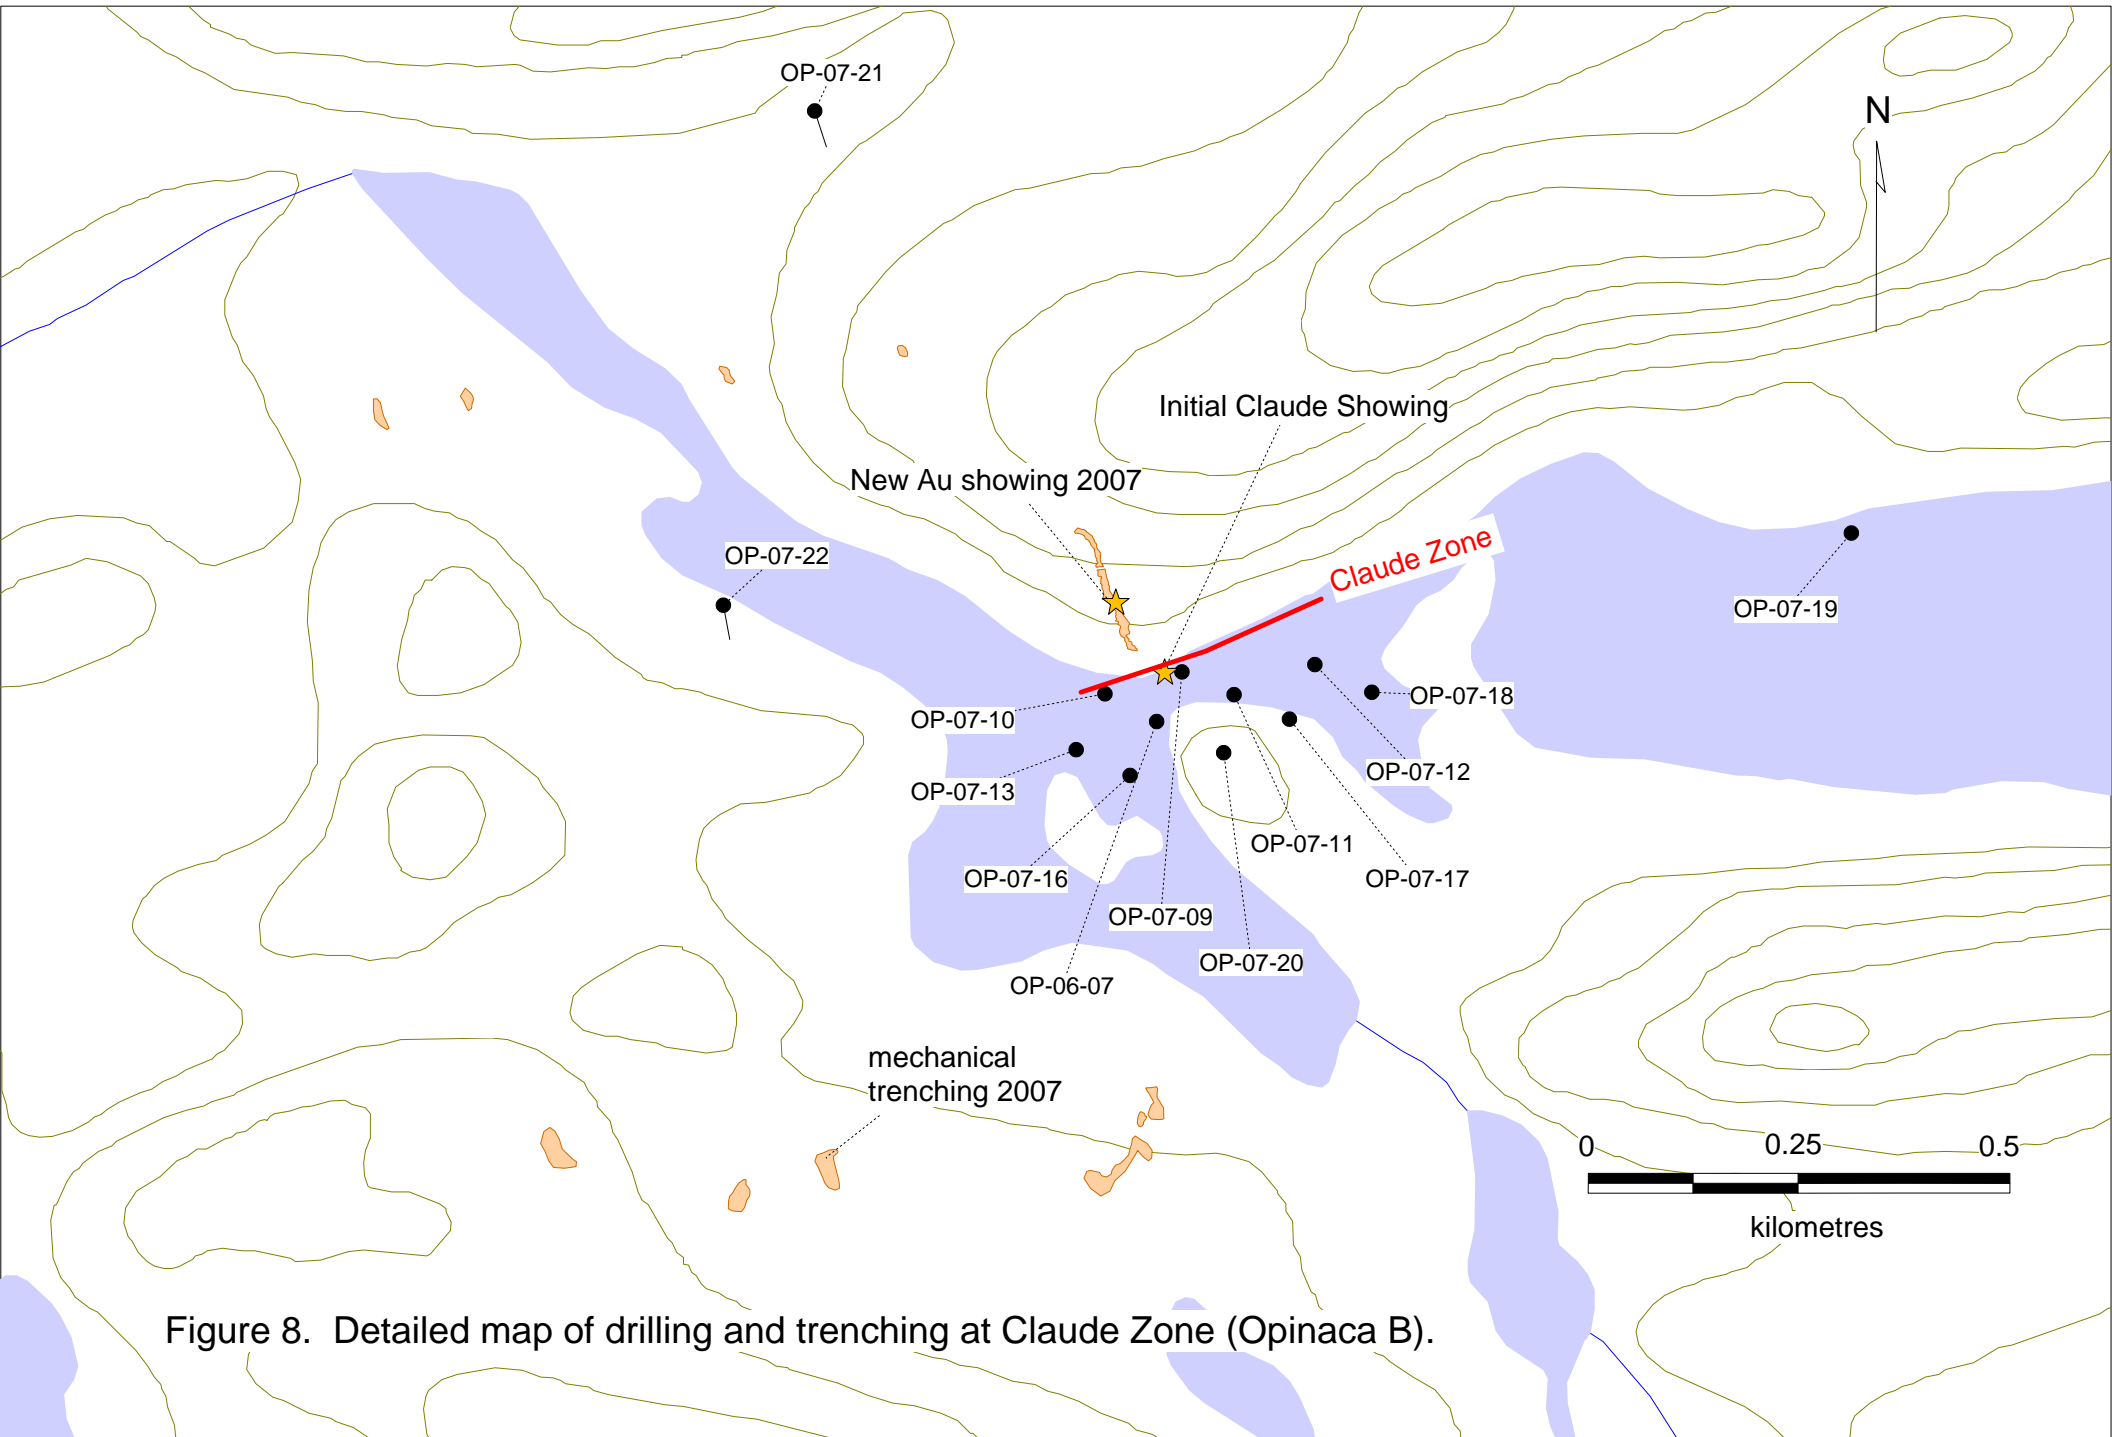 OP-07-21
N
Initial Claude Showing
New Au showing 2007
Claude Zone
OP-07-22
OP-07-19
OP-07-18
OP-07-10
OP-07-12
OP-07-13
OP-07-11
OP-07-16
OP-07-17
OP-07-09
OP-07-20
OP-06-07
mechanical
trenching 2007
0 0.25 0.5
kilometres
Figure 8. Detailed map of drilling and trenching at Claude Zone (Opinaca B).